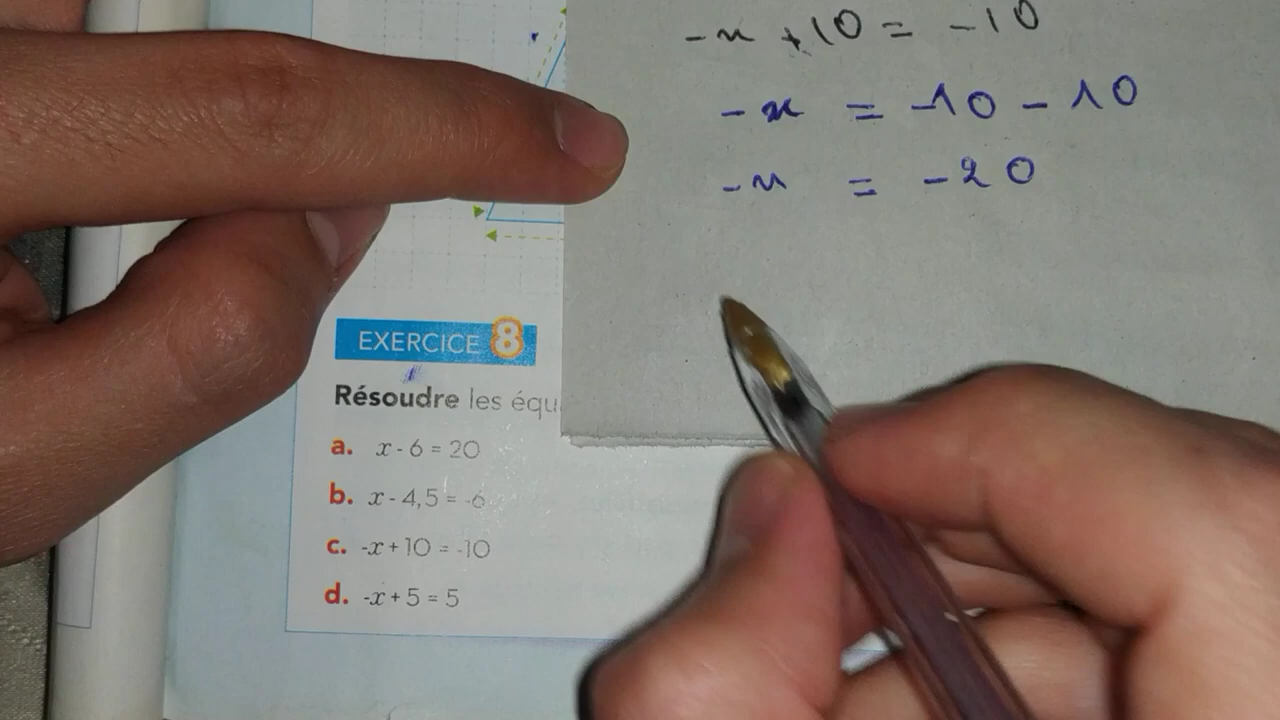 -x +10 = -10
-x = -10 - 10
-x = -20
EXERCICE 8
Résoudre les équ
a. x - 6 = 20
b. x - 4,5 = -6
c. -x + 10 = -10
d. -x + 5 = 5